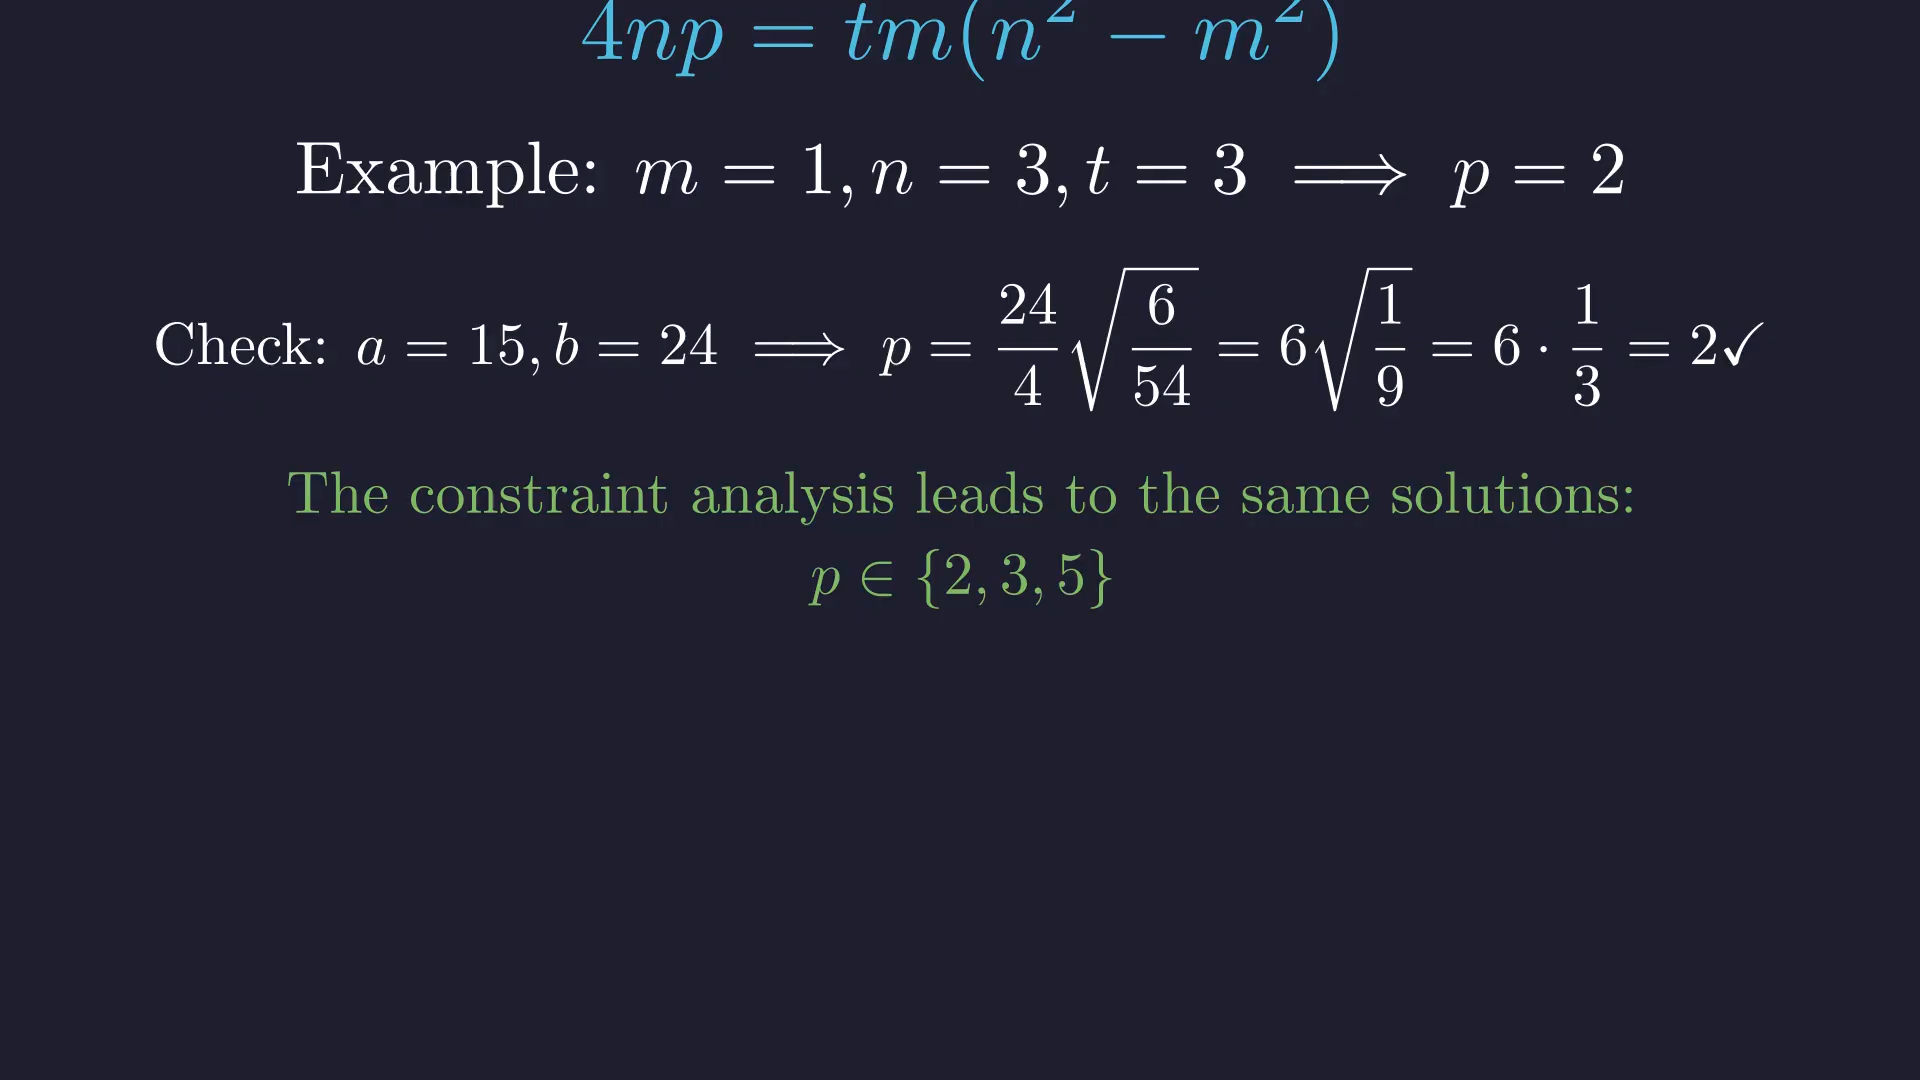 4np = tm(n² − m²)
Example: m = 1, n = 3, t = 3 ⟹ p = 2
Check: a = 15, b = 24 ⟹ p = 24/4 √(6/54) = 6√(1/9) = 6 · 1/3 = 2✓
The constraint analysis leads to the same solutions:
p ∈ {2, 3, 5}